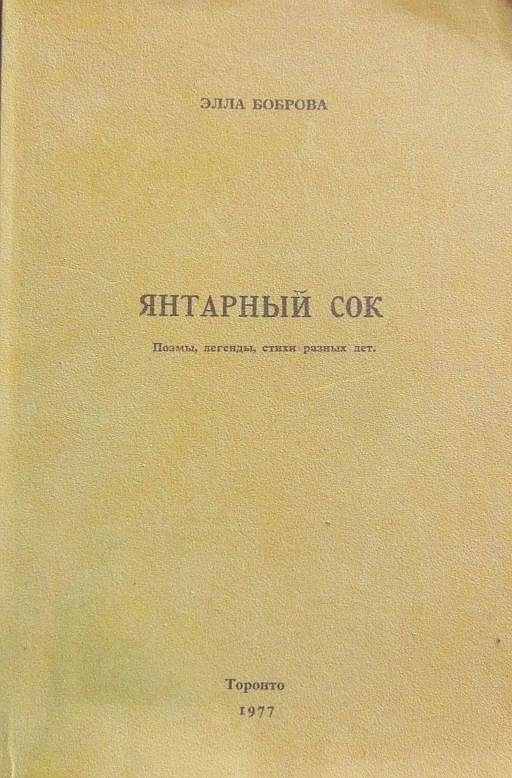 ЭЛЛА БОБРОВА
ЯНТАРНЫЙ СОК
Поэмы, легенды, стихи разных лет.
Торонто
1977